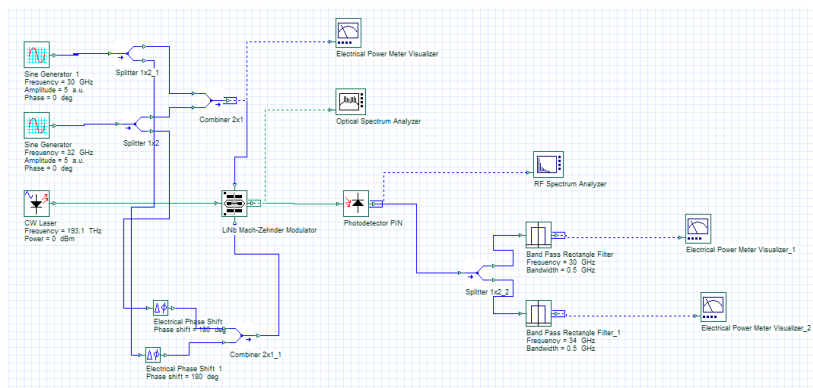 Electrical Power Meter Visualizer
Sine Generator 1
Frequency = 30 GHz
Amplitude = 5 a.u.
Phase = 0 deg
Splitter 1x2_1
Optical Spectrum Analyzer
Combiner 2x1
Sine Generator
Frequency = 32 GHz
Amplitude = 5 a.u.
Phase = 0 deg
Splitter 1x2
RF Spectrum Analyzer
CW Laser
Frequency = 193.1 THz
Power = 0 dBm
LiNb Mach-Zehnder Modulator
Photodetector PIN
Electrical Power Meter Visualizer_1
Band Pass Rectangle Filter
Frequency = 30 GHz
Bandwidth = 0.5 GHz
Splitter 1x2_2
Electrical Phase Shift
Phase shift = 180 deg
Combiner 2x1_1
Electrical Phase Shift 1
Phase shift = 180 deg
Band Pass Rectangle Filter_1
Frequency = 34 GHz
Bandwidth = 0.5 GHz
Electrical Power Meter Visualizer_2